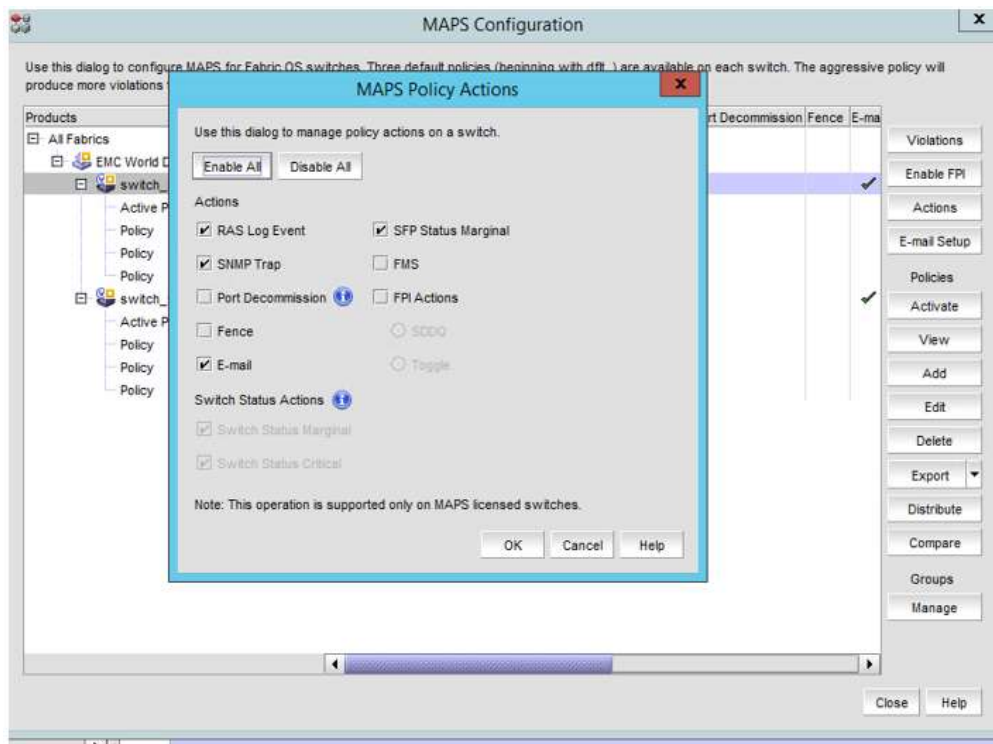 MAPS Configuration
Use this dialog to configure MAPS for Fabric OS switches. Three default policies (beginning with dflt_) are available on each switch. The aggressive policy will
produce more violations
MAPS Policy Actions
Products
rt Decommission Fence E-ma
All Fabrics
EMC World D
switch_
Active P
Policy
Policy
Policy
switch_
Active P
Policy
Policy
Policy
Use this dialog to manage policy actions on a switch.
Enable All Disable All
Actions
RAS Log Event SFP Status Marginal
SNMP Trap FMS
Port Decommission FPI Actions
Fence SDDQ
E-mail Toggle
Switch Status Actions
Switch Status Marginal
Switch Status Critical
Note: This operation is supported only on MAPS licensed switches.
OK Cancel Help
Violations
Enable FPI
Actions
E-mail Setup
Policies
Activate
View
Add
Edit
Delete
Export
Distribute
Compare
Groups
Manage
Close Help